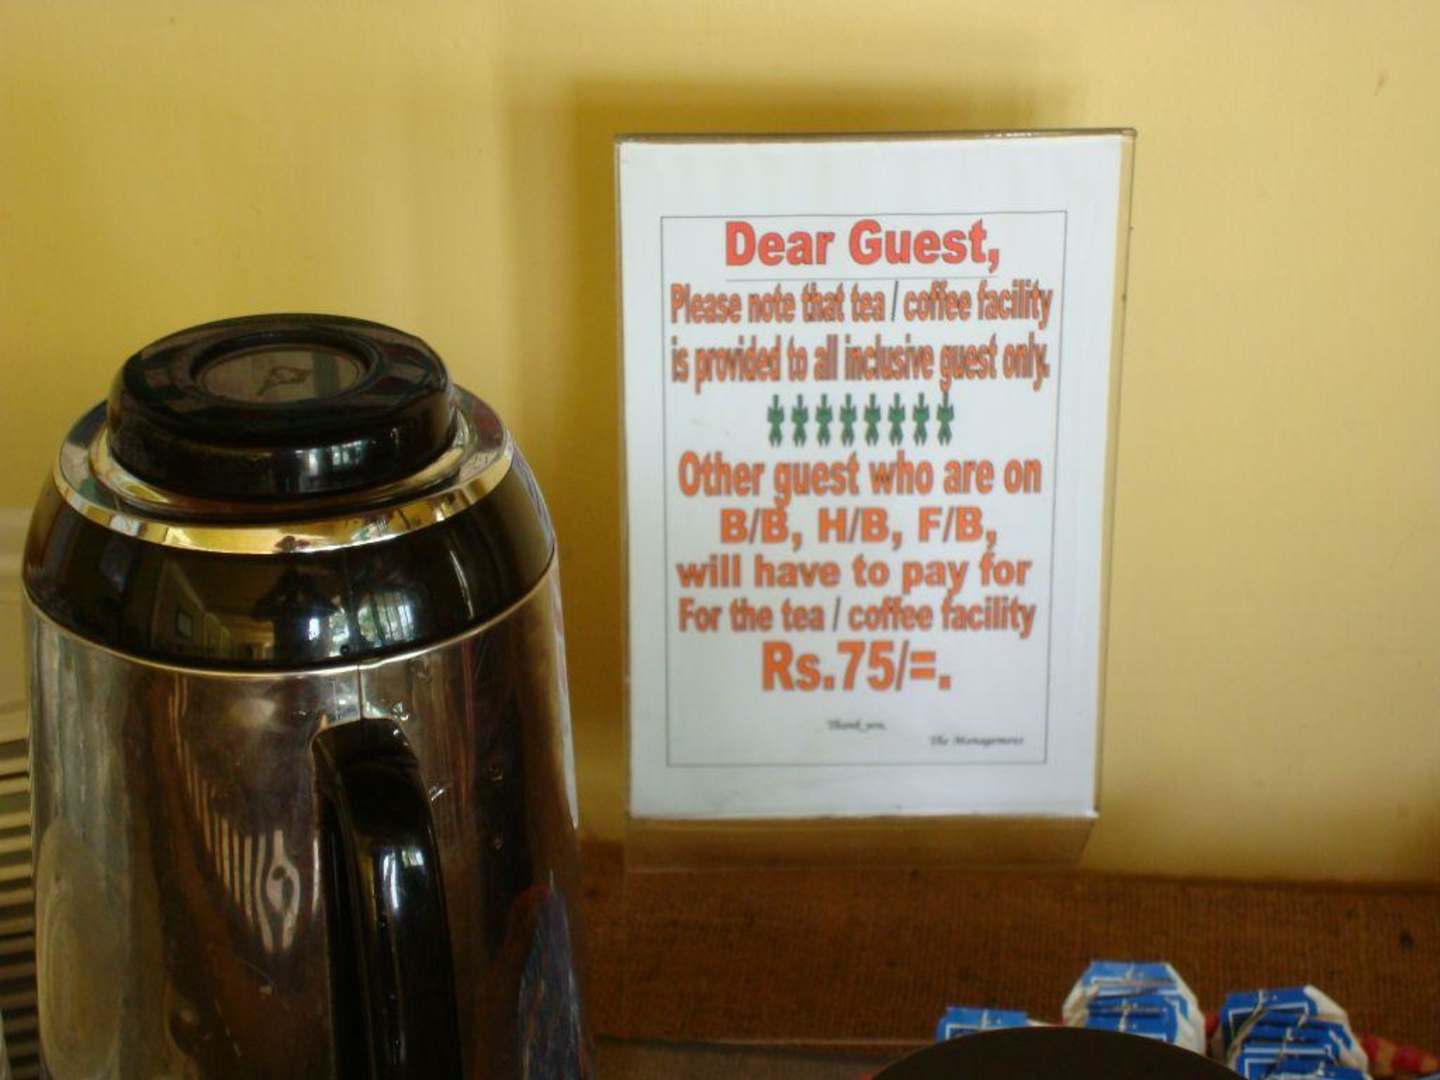 Dear Guest,
Please note that tea / coffee facility
is provided to all inclusive guest only.
Other guest who are on
B/B, H/B, F/B,
will have to pay for
For the tea / coffee facility
Rs.75/=.
Thank you,
The Management